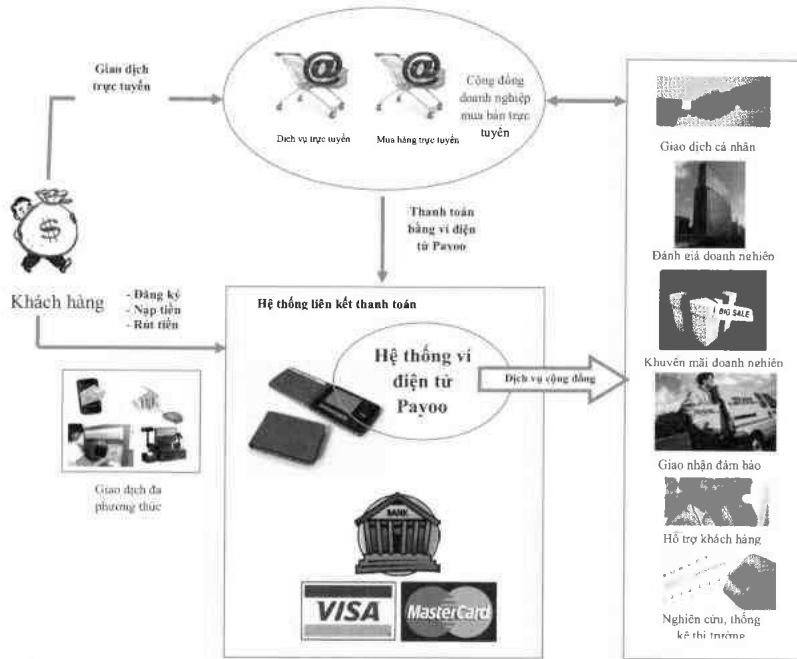 Giao dịch
trực tuyến
Dịch vụ trực tuyến
Mua hàng trực tuyến
Cộng đồng
doanh nghiệp
mua bán trực
tuyến
Giao dịch cá nhân
Đánh giá doanh nghiên
Thanh toán
bằng ví điện
tử Payoo
$
Khách hàng
- Đăng ký
- Nạp tiền
- Rút tiền
Hệ thống liên kết thanh toán
Hệ thống ví
điện tử
Payoo
Dịch vụ cộng đồng
BIG SALE
Khuyến mãi doanh nghiên
Giao dịch đa
phương thức
Giao nhận đảm bảo
BANK
Hỗ trợ khách hàng
VISA
MasterCard
Nghiên cứu, thống
kê thị trường